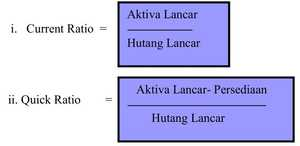 Aktiva Lancar
i. Current Ratio =
Hutang Lancar
Aktiva Lancar- Persediaan
ii. Quick Ratio =
Hutang Lancar